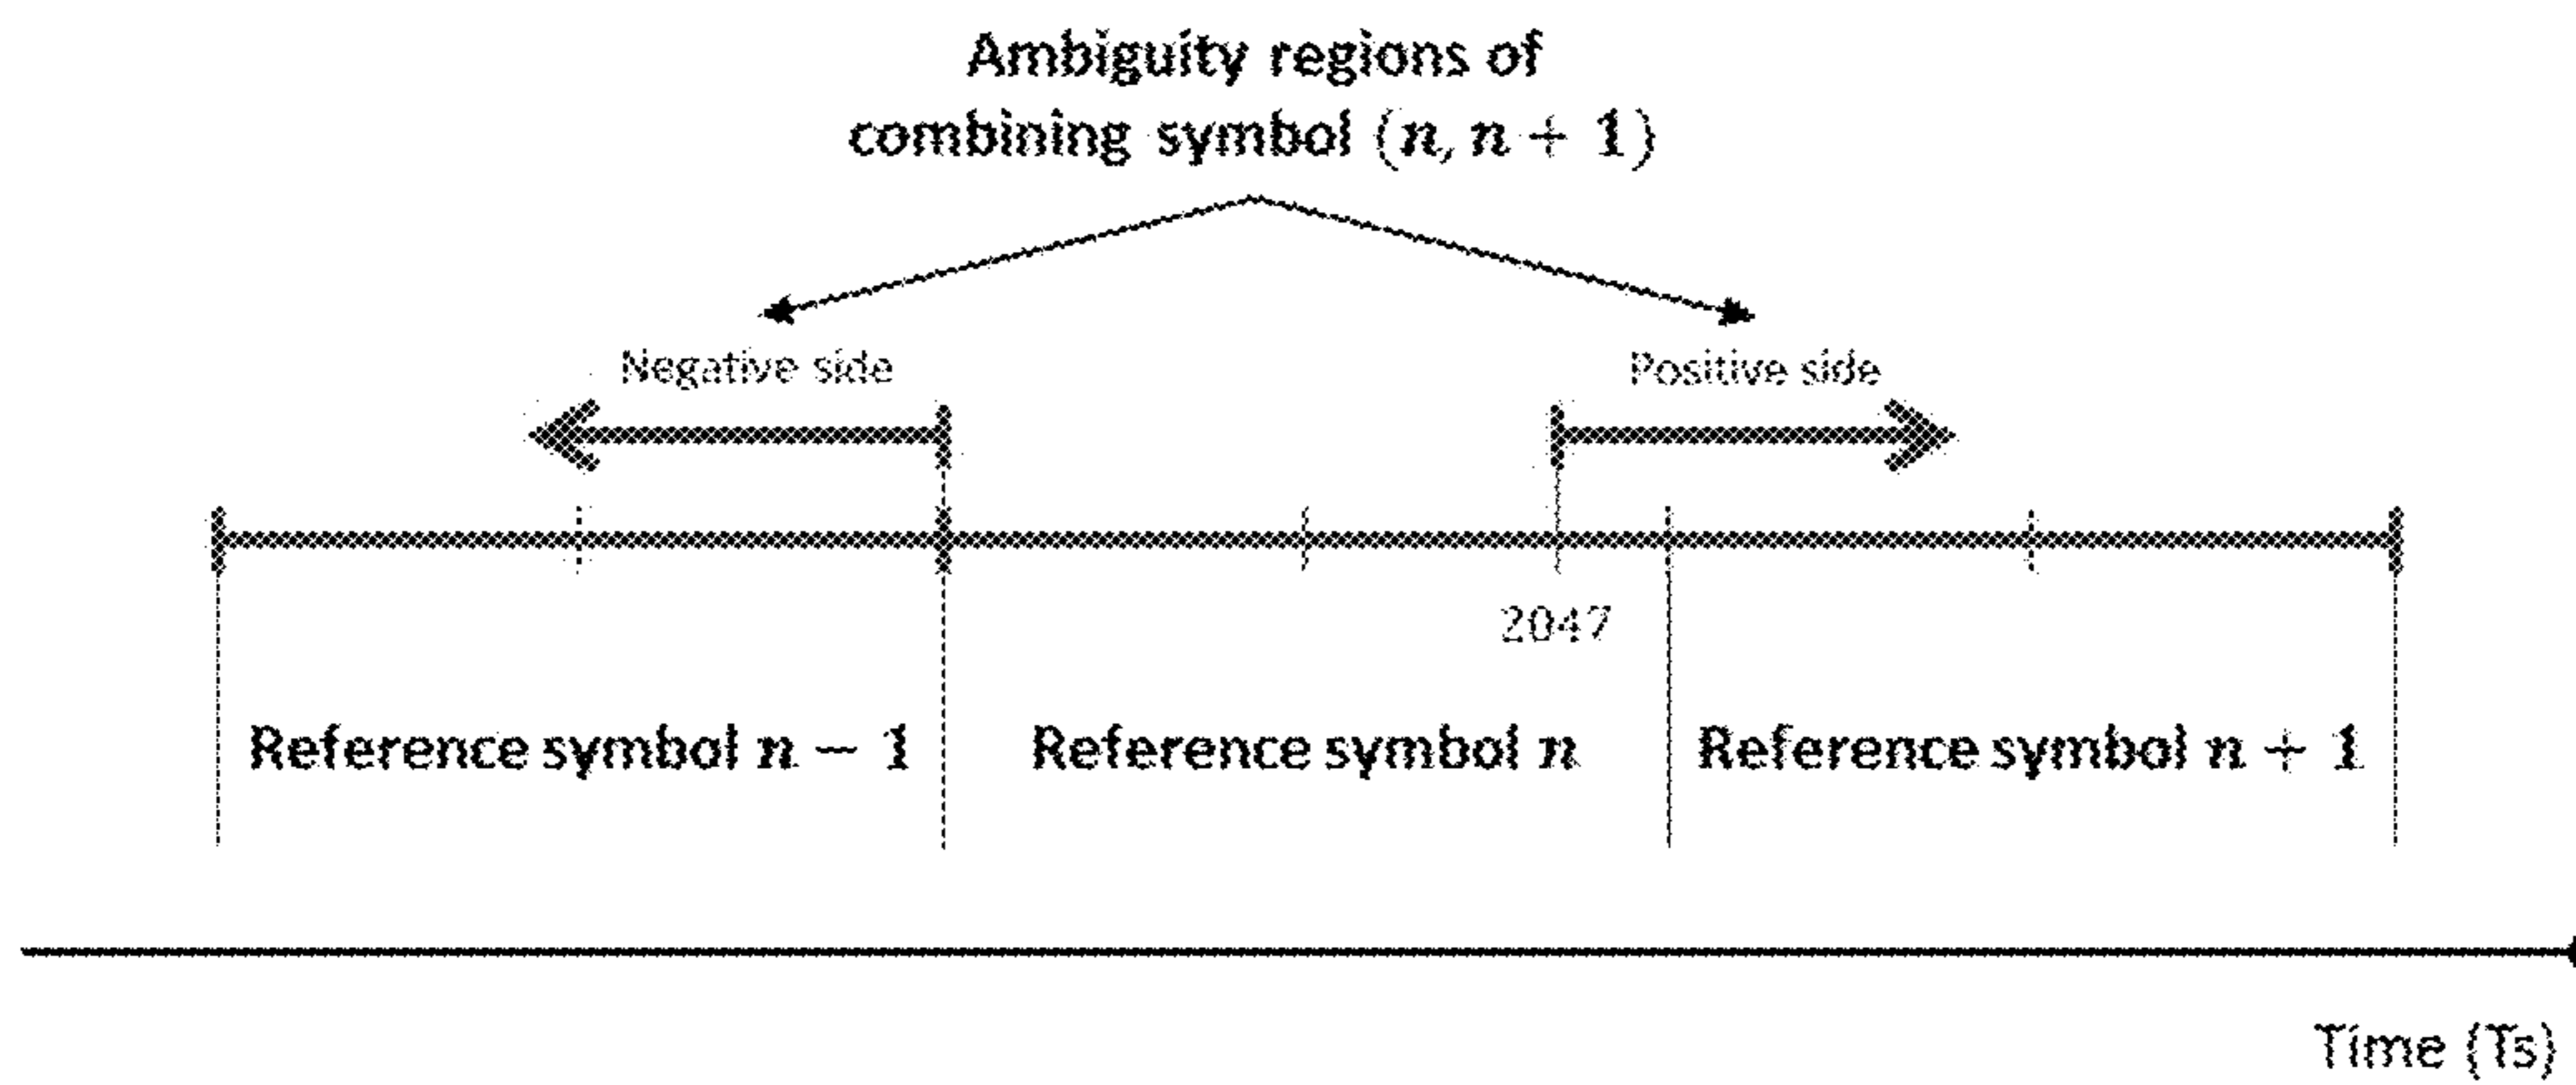 Ambiguity regions of
combining symbol (n, n + 1)
Negative side
Positive side
2047
Reference symbol n − 1
Reference symbol n
Reference symbol n + 1
Time (Ts)